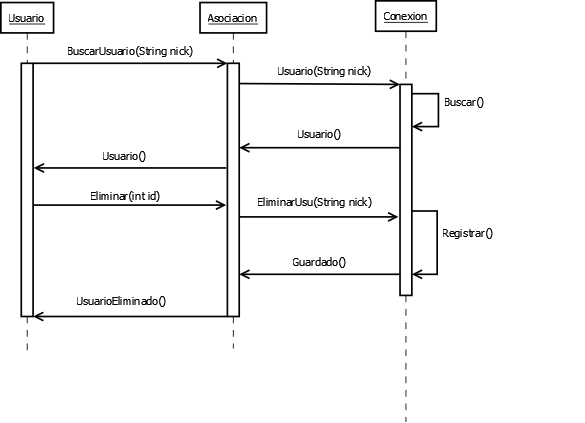 Usuario
Asociacion
Conexion
BuscarUsuario(String nick)
Usuario(String nick)
Buscar()
Usuario()
Usuario()
Eliminar(int id)
EliminarUsu(String nick)
Registrar()
Guardado()
UsuarioEliminado()